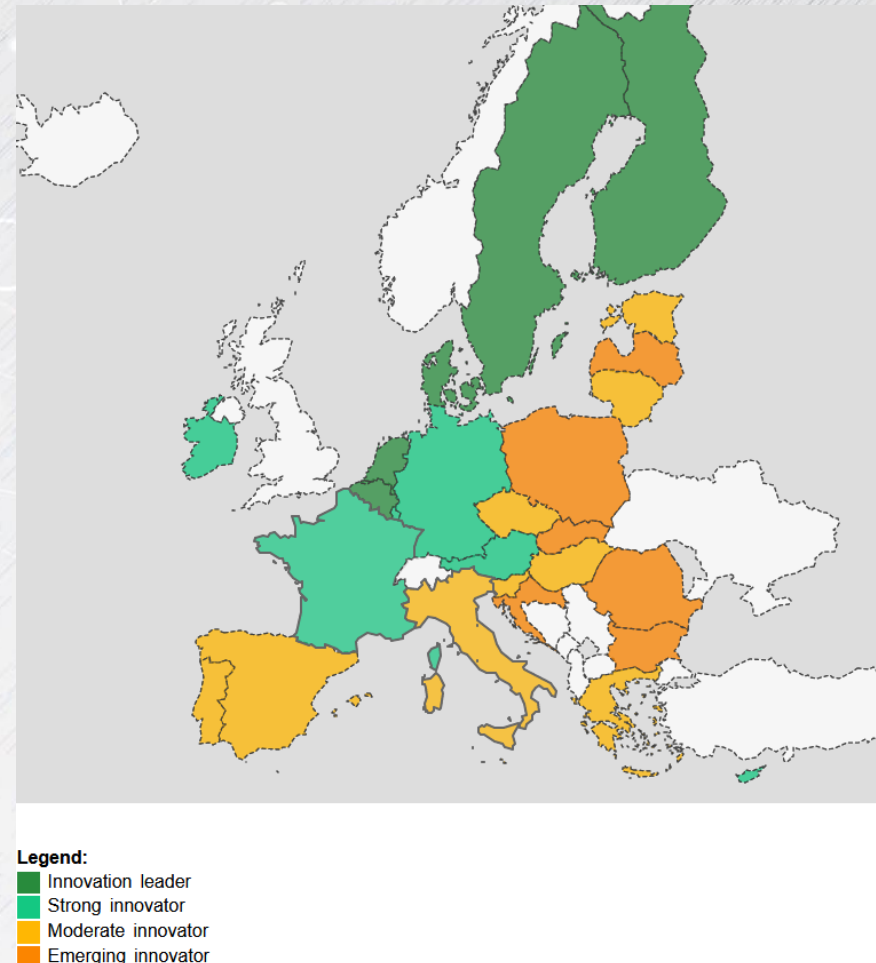 Legend:
Innovation leader
Strong innovator
Moderate innovator
Emerging innovator